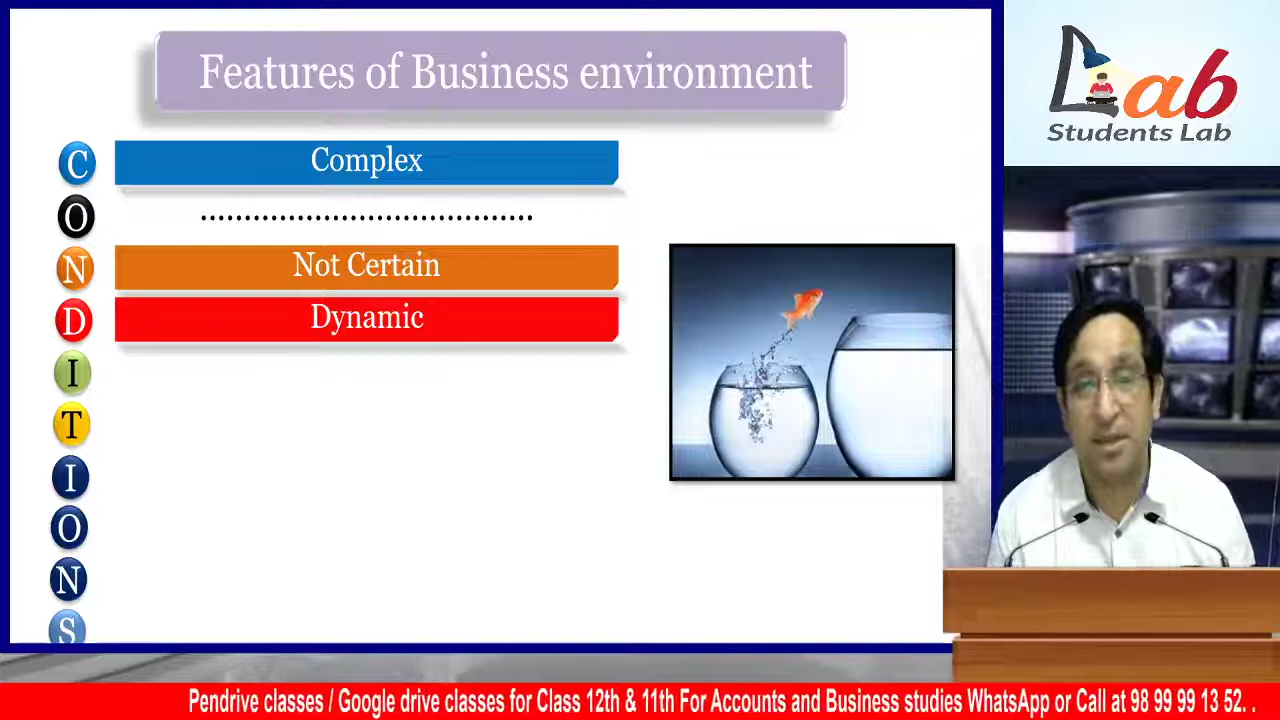 Features of Business environment
C Complex
O .....................................
N Not Certain
D Dynamic
I
T
I
O
N
S
Lab
Students Lab
Pendrive classes / Google drive classes for Class 12th & 11th For Accounts and Business studies WhatsApp or Call at 98 99 99 13 52. .